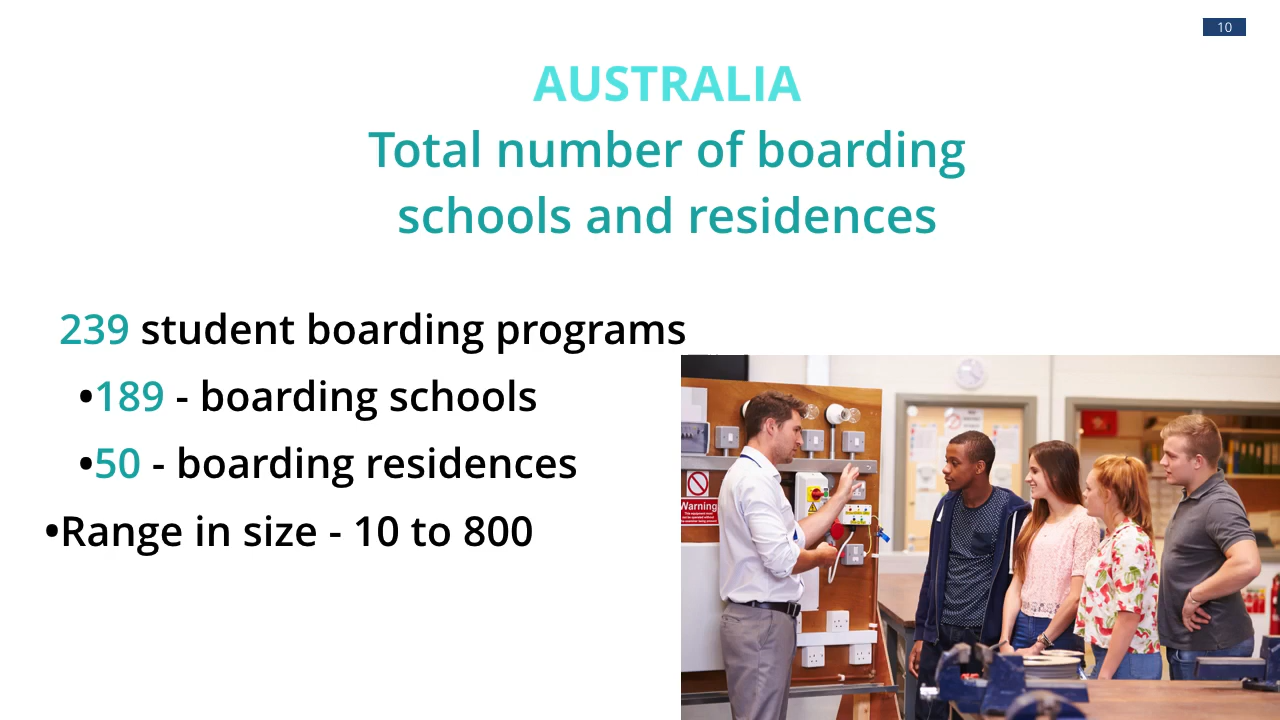 10
AUSTRALIA
Total number of boarding
schools and residences
239 student boarding programs
•189 - boarding schools
•50 - boarding residences
•Range in size - 10 to 800
Warning